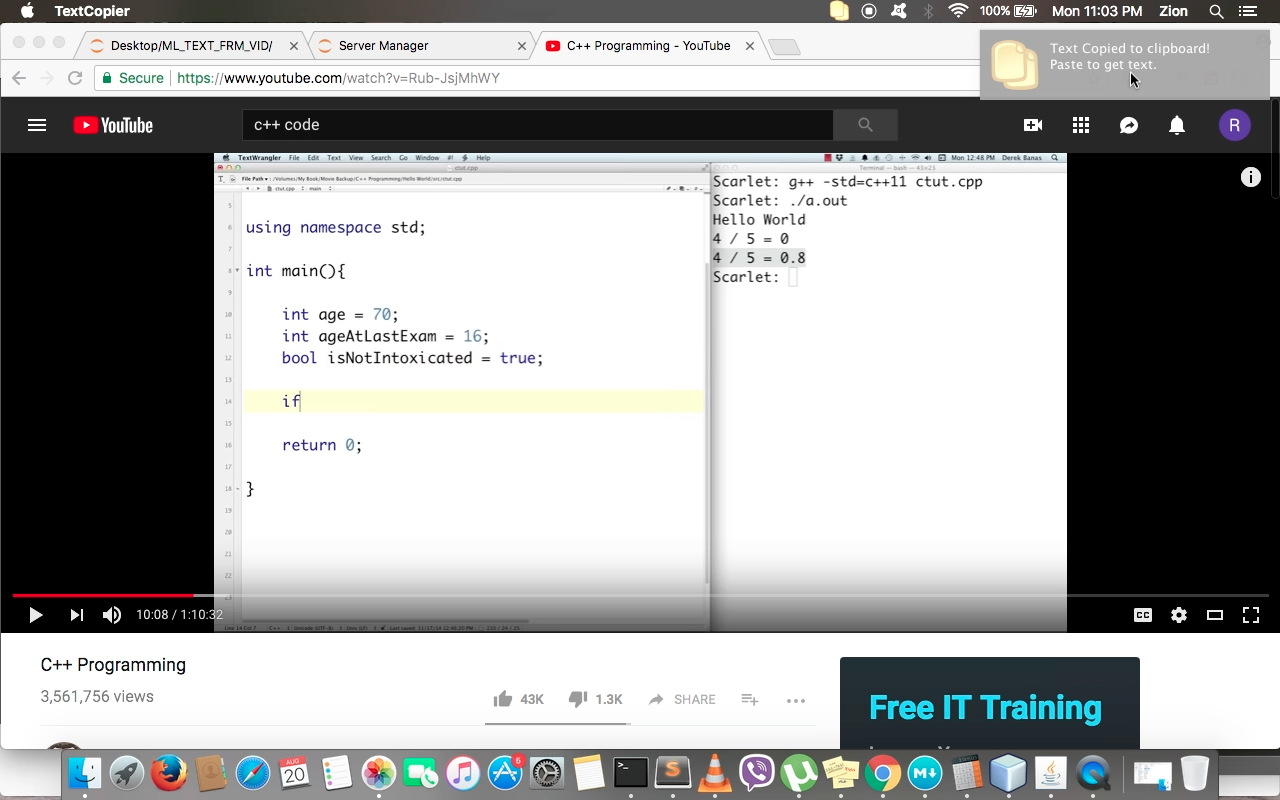 TextCopier
100%
Mon 11:03 PM Zion
Desktop/ML_TEXT_FRM_VID/
Server Manager
C++ Programming - YouTube
Text Copied to clipboard!
Paste to get text.
Secure
https://www.youtube.com/watch?v=Rub-JsjMhWY
YouTube
c++ code
R
TextWrangler File Edit Text View Search Go Window #! Help
Mon 12:48 PM Derek Banas
ctut.cpp
Terminal — bash — 43×23
File Path ▾ : /Volumes/My Book/Movie Backup/C++ Programming/Hello World/src/ctut.cpp
ctut.cpp main
5
6 using namespace std;
7
8 int main(){
9
10 int age = 70;
11 int ageAtLastExam = 16;
12 bool isNotIntoxicated = true;
13
14 if
15
16 return 0;
17
18 }
19
20
21
22
23
Scarlet: g++ -std=c++11 ctut.cpp
Scarlet: ./a.out
Hello World
4 / 5 = 0
4 / 5 = 0.8
Scarlet:
10:08 / 1:10:32
CC
C++ Programming
3,561,756 views
43K
1.3K
SHARE
Free IT Training
AUG
20
6